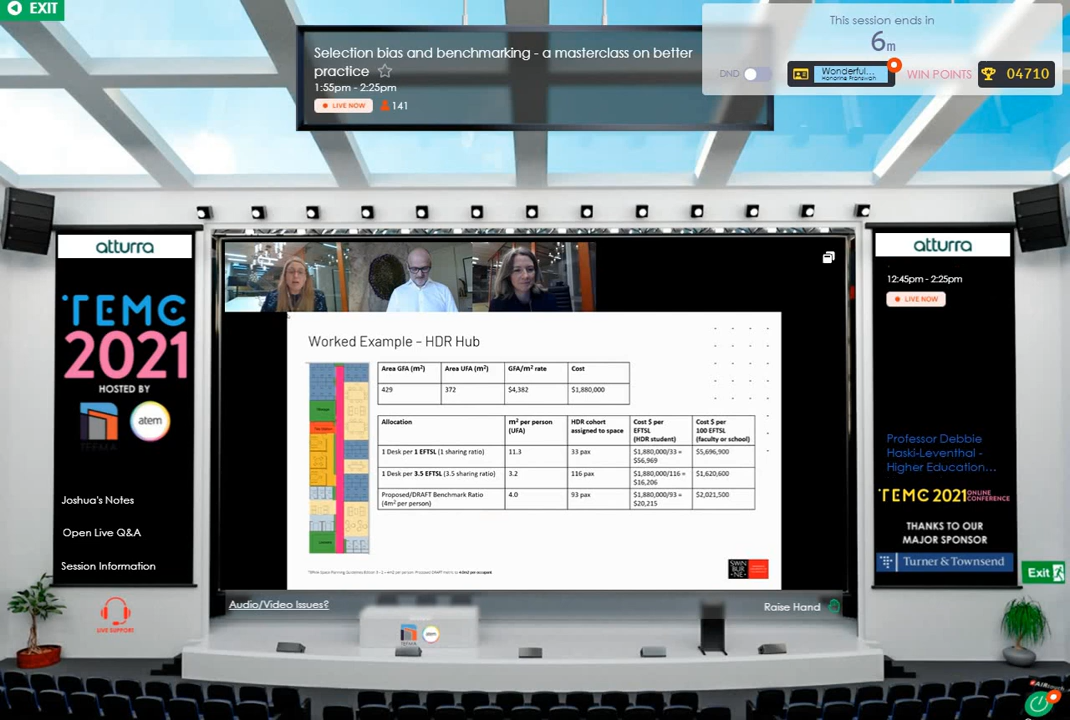 EXIT
Selection bias and benchmarking - a masterclass on better
practice
1:55pm - 2:25pm
LIVE NOW
141
This session ends in
6m
DND
Wonderful...
WIN POINTS
04710
atturra
TEMC
2021
HOSTED BY
TEFMA
atem
Joshua's Notes
Open Live Q&A
Session Information
LIVE SUPPORT
Worked Example – HDR Hub
Area GFA (m²) Area UFA (m²) GFA/m² rate Cost
429 372 $4,382 $1,880,000
Allocation
m² per person
(UFA)
HDR cohort
assigned to space
Cost $ per
EFTSL
(HDR student)
Cost $ per
100 EFTSL
(faculty or school)
1 Desk per 1 EFTSL (1 sharing ratio) 11.3 33 pax $1,880,000/33 = $5,696,900
$56,969
1 Desk per 3.5 EFTSL (3.5 sharing ratio) 3.2 116 pax $1,880,000/116 = $1,620,600
$16,206
Proposed/DRAFT Benchmark Ratio 4.0 93 pax $1,880,000/93 = $2,021,500
(4m² per person) $20,215
SWIN
BUR
NE
Audio/Video Issues?
Raise Hand
atem
atturra
12:45pm - 2:25pm
LIVE NOW
Professor Debbie
Haski-Leventhal -
Higher Education...
TEMC 2021 ONLINE
CONFERENCE
THANKS TO OUR
MAJOR SPONSOR
Turner & Townsend
Exit